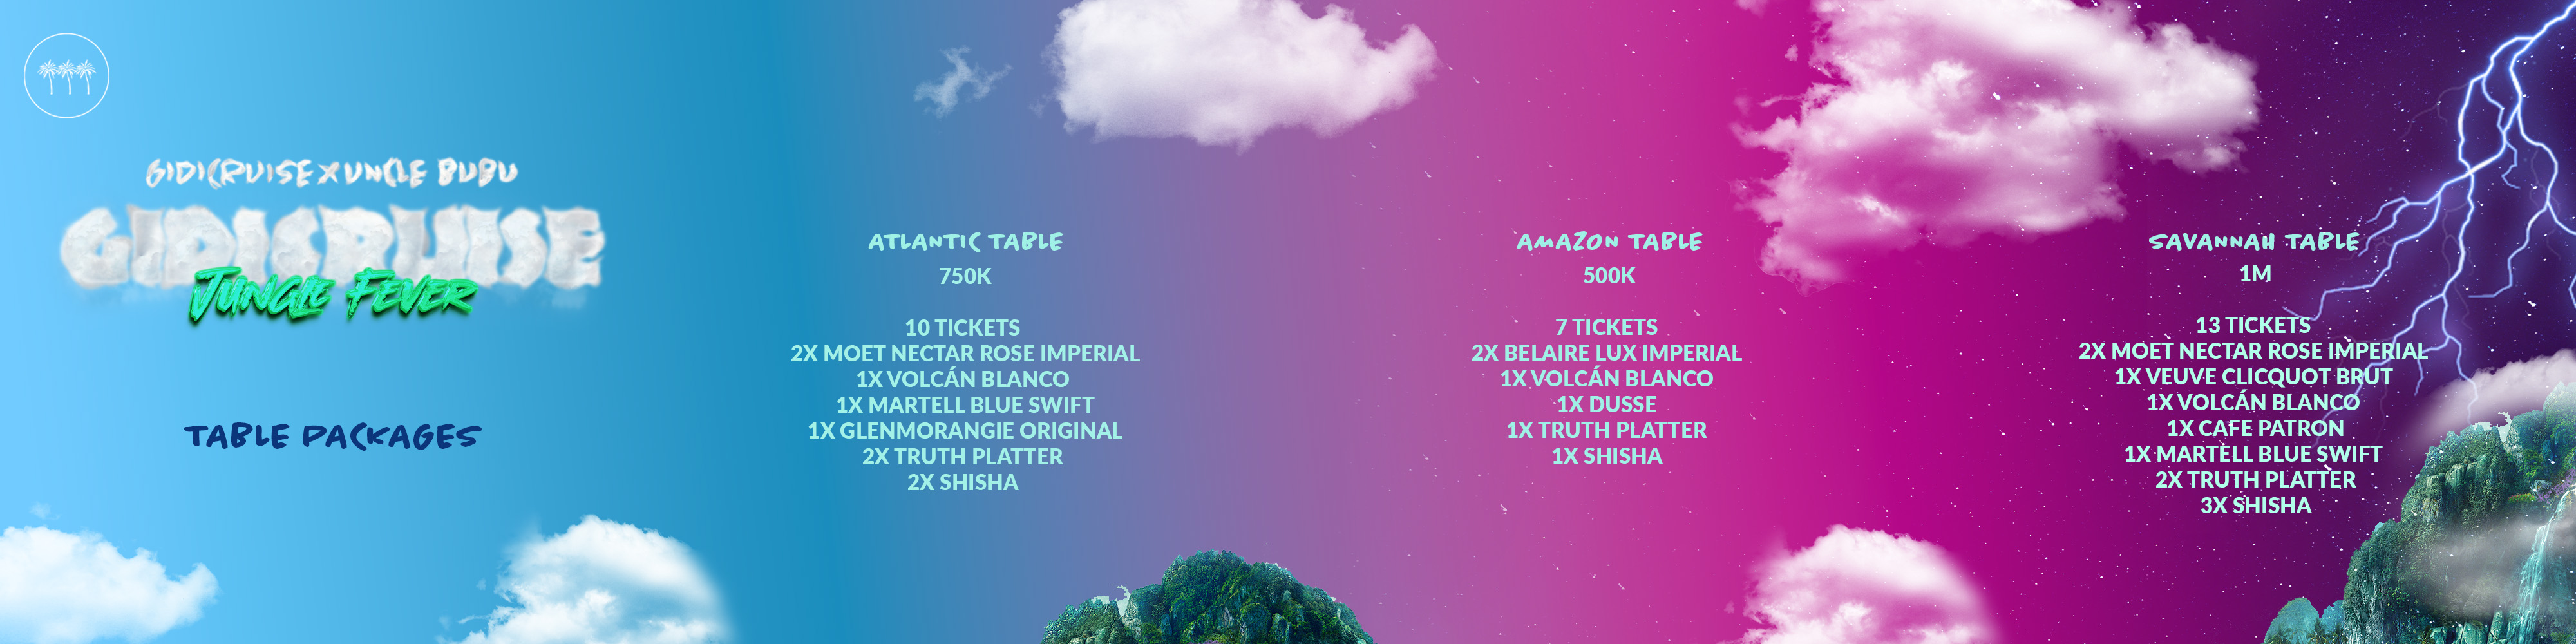 GIDICRUISE X UNCLE BUBU
GIDICRUISE
JUNGLE FEVER
TABLE PACKAGES
ATLANTIC TABLE
750K
10 TICKETS
2X MOET NECTAR ROSE IMPERIAL
1X VOLCÁN BLANCO
1X MARTELL BLUE SWIFT
1X GLENMORANGIE ORIGINAL
2X TRUTH PLATTER
2X SHISHA
AMAZON TABLE
500K
7 TICKETS
2X BELAIRE LUX IMPERIAL
1X VOLCÁN BLANCO
1X DUSSE
1X TRUTH PLATTER
1X SHISHA
SAVANNAH TABLE
1M
13 TICKETS
2X MOET NECTAR ROSE IMPERIAL
1X VEUVE CLICQUOT BRUT
1X VOLCÁN BLANCO
1X CAFE PATRON
1X MARTELL BLUE SWIFT
2X TRUTH PLATTER
3X SHISHA